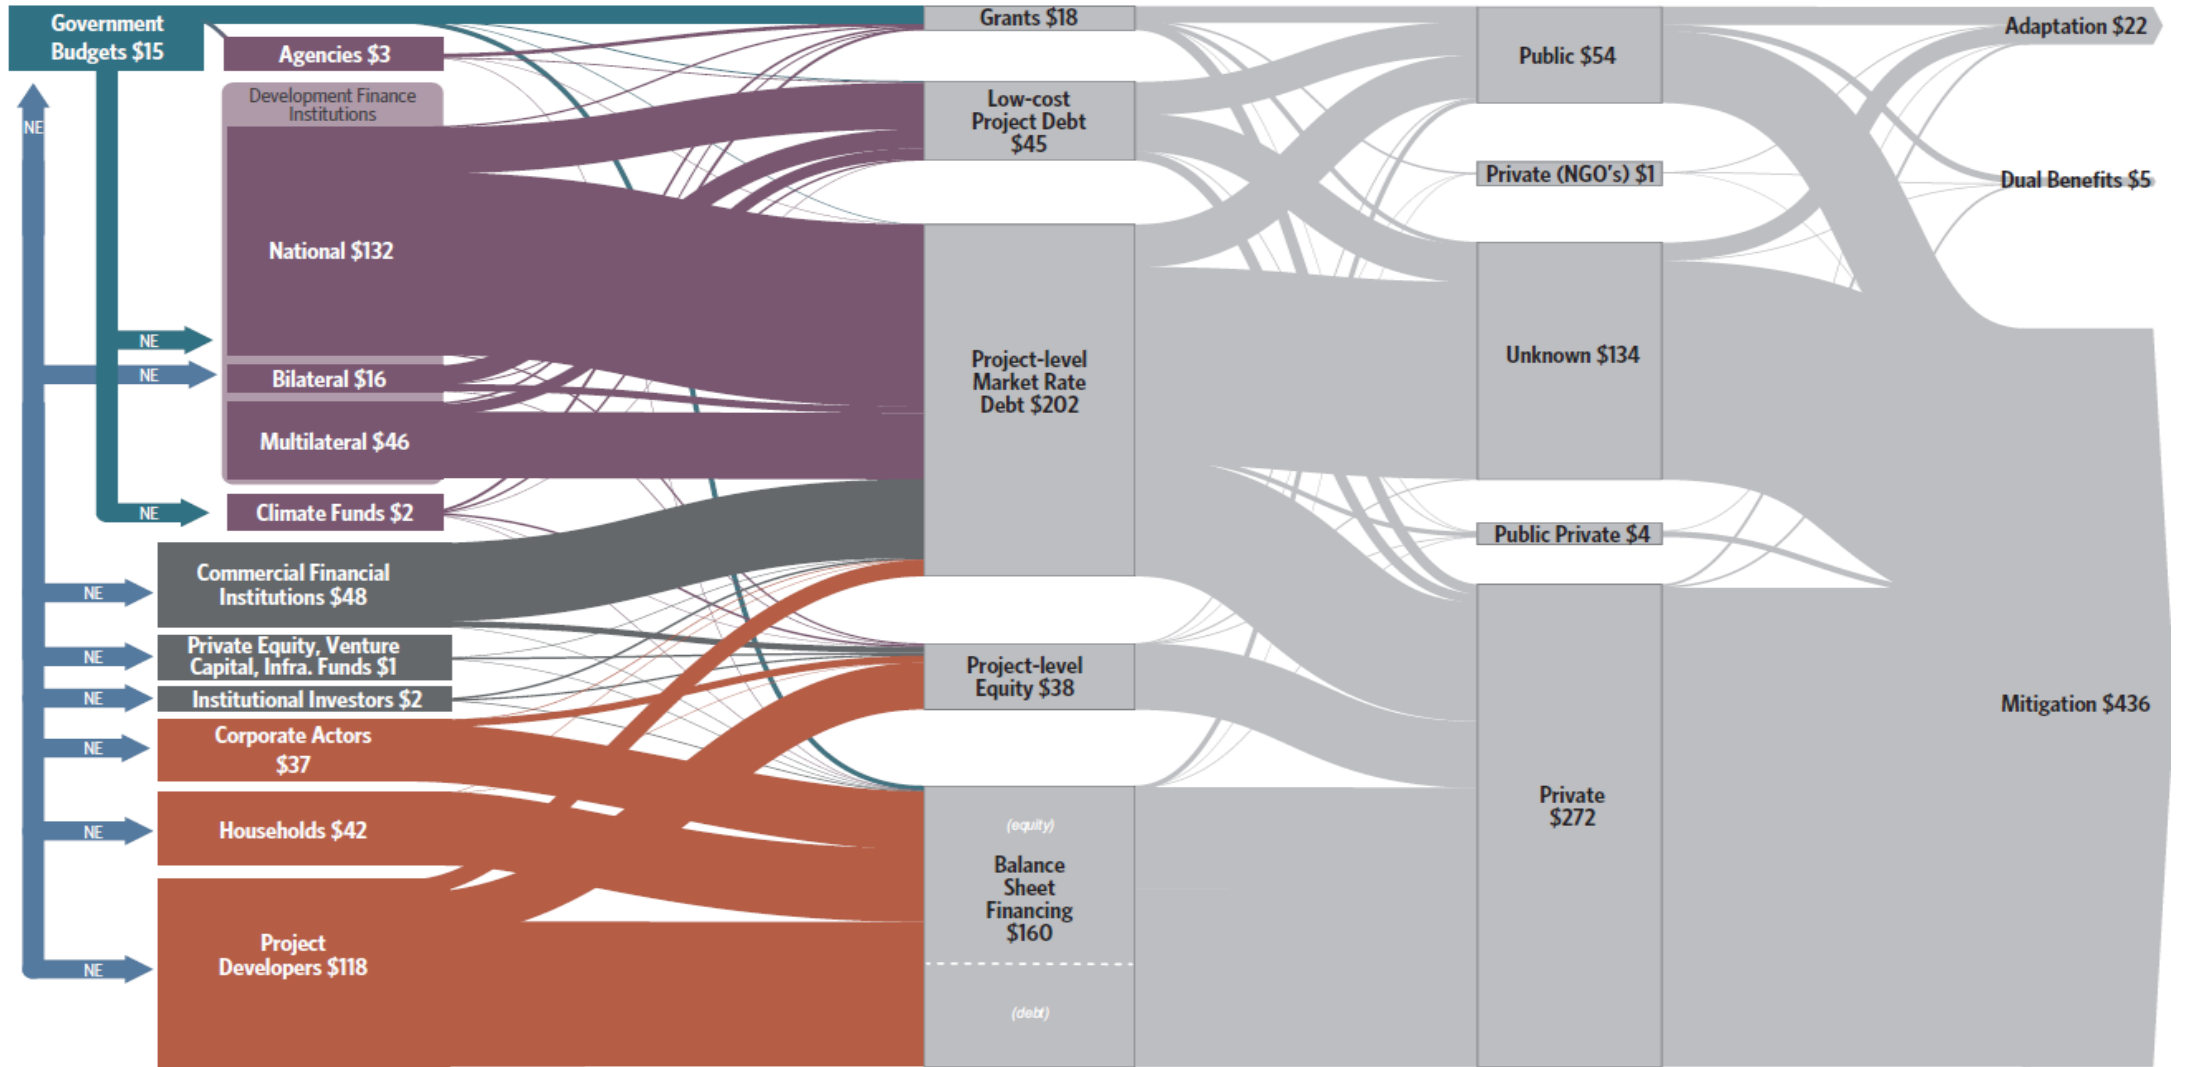 Government
Budgets $15
Agencies $3
Development Finance
Institutions
National $132
Bilateral $16
Multilateral $46
Climate Funds $2
Commercial Financial
Institutions $48
Private Equity, Venture
Capital, Infra. Funds $1
Institutional Investors $2
Corporate Actors
$37
Households $42
Project
Developers $118
NE
NE
NE
NE
NE
NE
NE
NE
NE
NE
Grants $18
Low-cost
Project Debt
$45
Project-level
Market Rate
Debt $202
Project-level
Equity $38
(equity)
Balance
Sheet
Financing
$160
(debt)
Public $54
Private (NGO's) $1
Unknown $134
Public Private $4
Private
$272
Adaptation $22
Dual Benefits $5
Mitigation $436